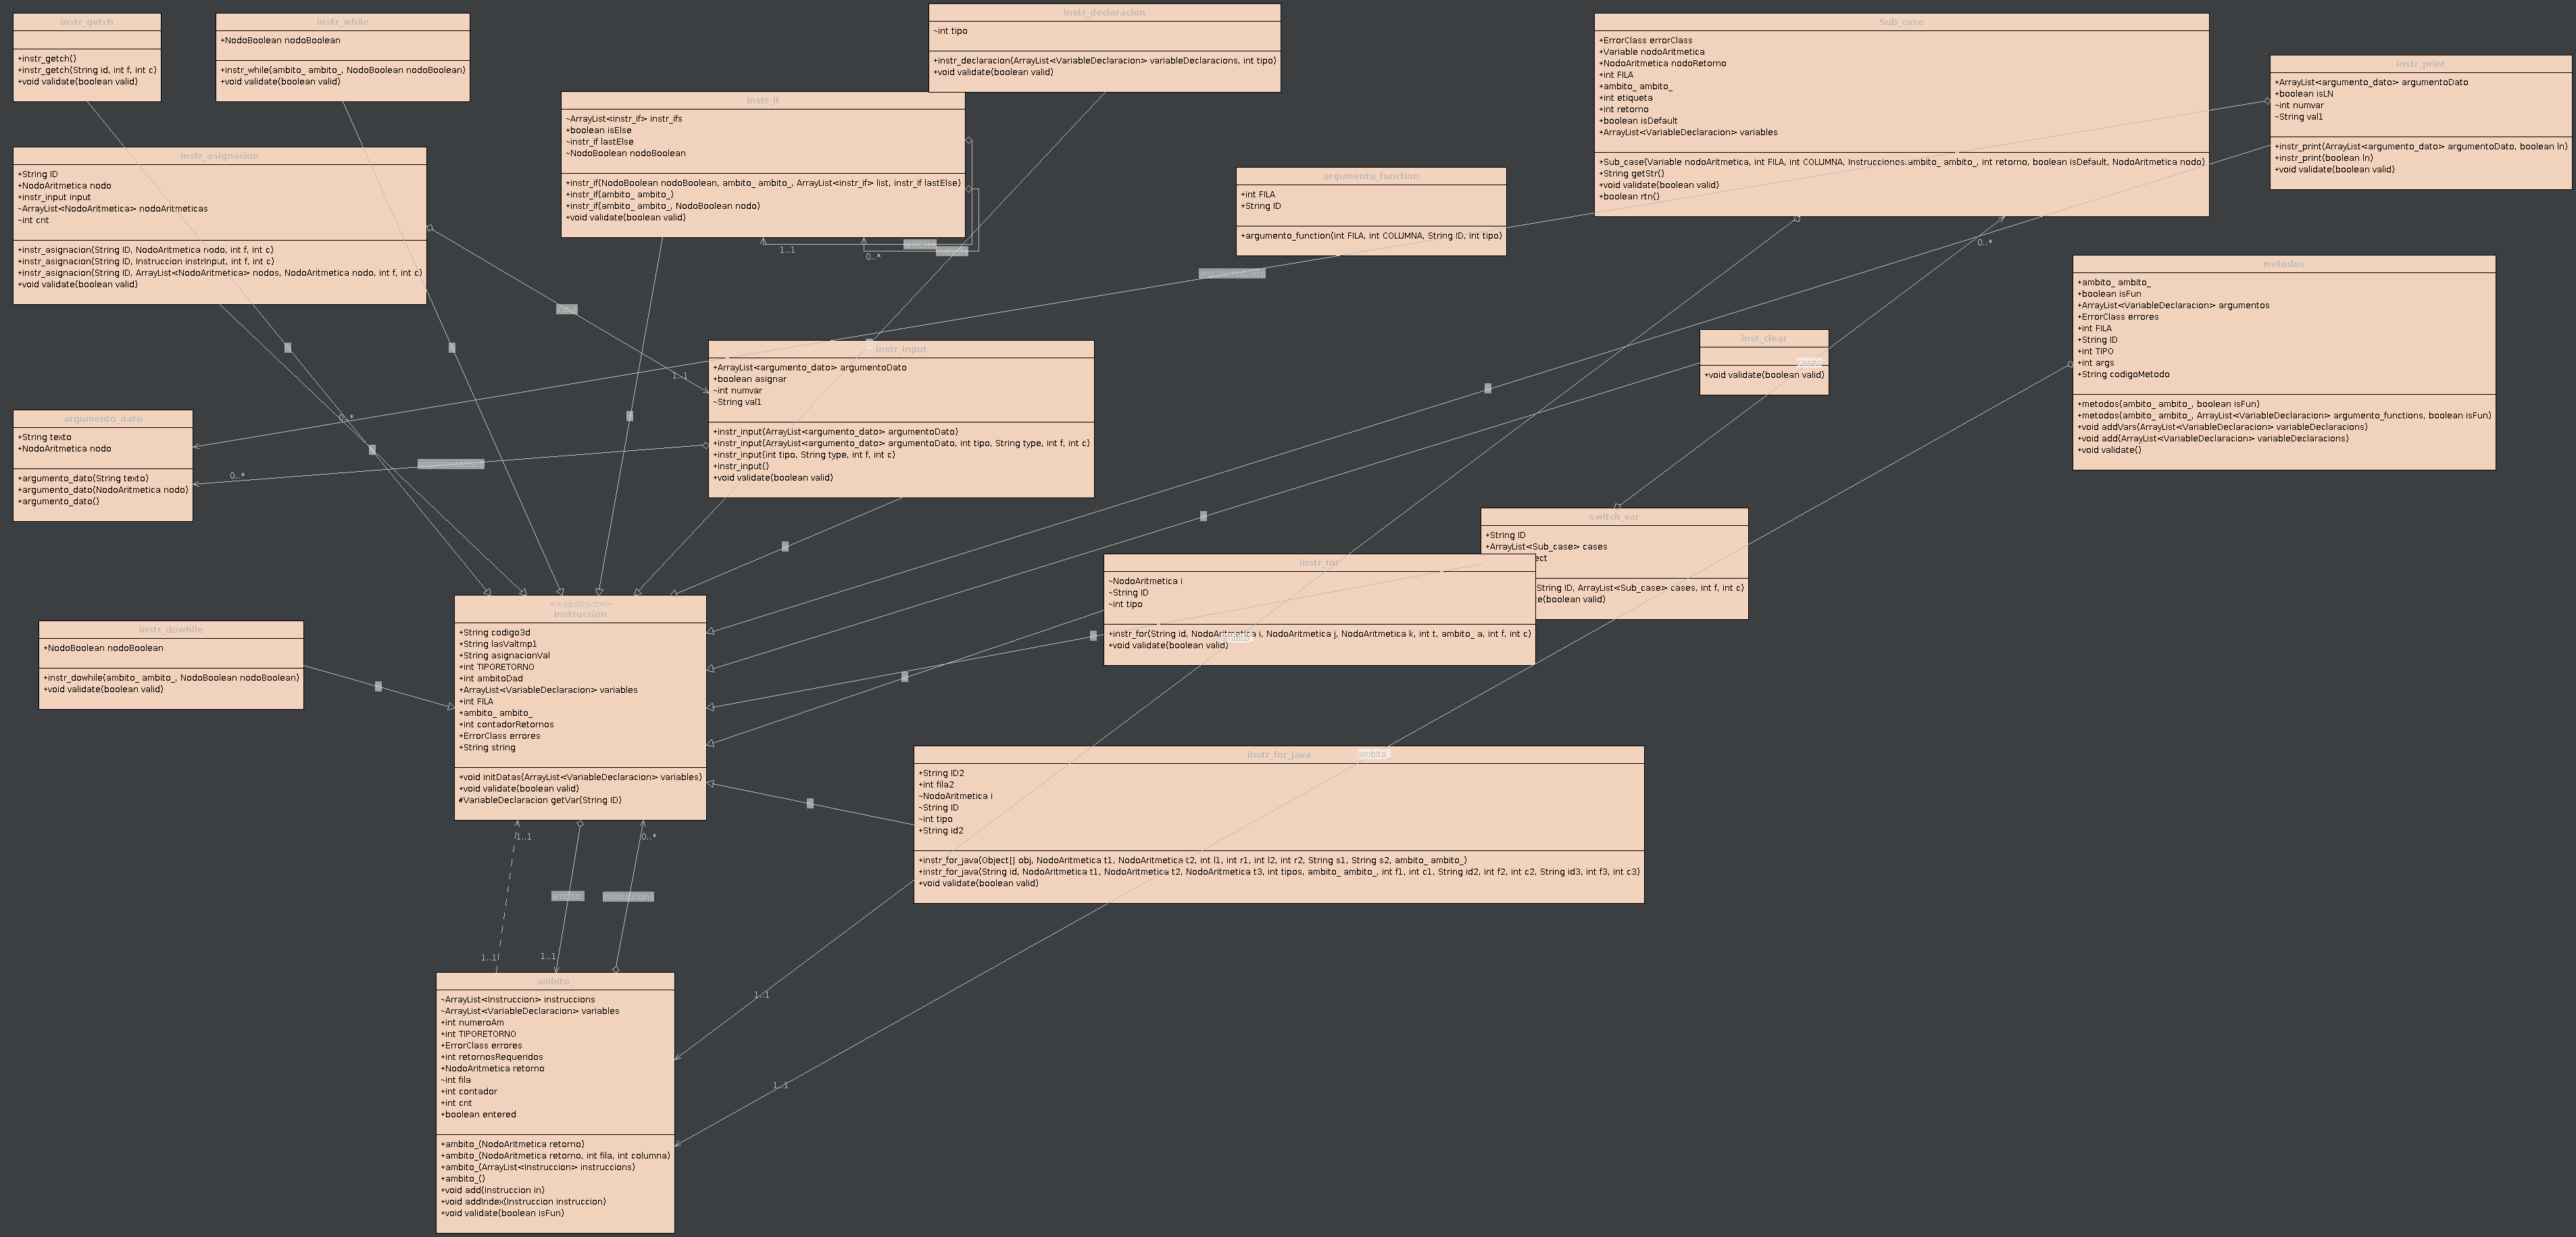 instr_getch
+instr_getch()
+instr_getch(String id, int f, int c)
+void validate(boolean valid)
instr_while
+NodoBoolean nodoBoolean
+instr_while(ambito_ ambito_, NodoBoolean nodoBoolean)
+void validate(boolean valid)
instr_declaracion
~int tipo
+instr_declaracion(ArrayList<VariableDeclaracion> variableDeclaracions, int tipo)
+void validate(boolean valid)
Sub_case
+ErrorClass errorClass
+Variable nodoAritmetica
+NodoAritmetica nodoRetorno
+int FILA
+ambito_ ambito_
+int etiqueta
+int retorno
+boolean isDefault
+ArrayList<VariableDeclaracion> variables
+Sub_case(Variable nodoAritmetica, int FILA, int COLUMNA, Instrucciones.ambito_ ambito_, int retorno, boolean isDefault, NodoAritmetica nodo)
+String getStr()
+void validate(boolean valid)
+boolean rtn()
instr_print
+ArrayList<argumento_dato> argumentoDato
+boolean isLN
~int numvar
~String val1
+instr_print(ArrayList<argumento_dato> argumentoDato, boolean ln)
+instr_print(boolean ln)
+void validate(boolean valid)
instr_if
~ArrayList<instr_if> instr_ifs
+boolean isElse
~instr_if lastElse
~NodoBoolean nodoBoolean
+instr_if(NodoBoolean nodoBoolean, ambito_ ambito_, ArrayList<instr_if> list, instr_if lastElse)
+instr_if(ambito_ ambito_)
+instr_if(ambito_ ambito_, NodoBoolean nodo)
+void validate(boolean valid)
1..1
0..*
instr_asignacion
+String ID
+NodoAritmetica nodo
+instr_input input
~ArrayList<NodoAritmetica> nodoAritmeticas
~int cnt
+instr_asignacion(String ID, NodoAritmetica nodo, int f, int c)
+instr_asignacion(String ID, Instruccion instrInput, int f, int c)
+instr_asignacion(String ID, ArrayList<NodoAritmetica> nodos, NodoAritmetica nodo, int f, int c)
+void validate(boolean valid)
argumento_function
+int FILA
+String ID
+argumento_function(int FILA, int COLUMNA, String ID, int tipo)
0..*
metodos
+ambito_ ambito_
+boolean isFun
+ArrayList<VariableDeclaracion> argumentos
+ErrorClass errores
+int FILA
+String ID
+int TIPO
+int args
+String codigoMetodo
+metodos(ambito_ ambito_, boolean isFun)
+metodos(ambito_ ambito_, ArrayList<VariableDeclaracion> argumento_functions, boolean isFun)
+void addVars(ArrayList<VariableDeclaracion> variableDeclaracions)
+void add(ArrayList<VariableDeclaracion> variableDeclaracions)
+void validate()
inst_clear
cases
+void validate(boolean valid)
input
1..1
instr_input
+ArrayList<argumento_dato> argumentoDato
+boolean asignar
~int numvar
~String val1
+instr_input(ArrayList<argumento_dato> argumentoDato)
+instr_input(ArrayList<argumento_dato> argumentoDato, int tipo, String type, int f, int c)
+instr_input(int tipo, String type, int f, int c)
+instr_input()
+void validate(boolean valid)
argumento_dato
+String texto
+NodoAritmetica nodo
+argumento_dato(String texto)
+argumento_dato(NodoAritmetica nodo)
+argumento_dato()
0..*
0..*
switch_var
+String ID
+ArrayList<Sub_case> cases
ect
String ID, ArrayList<Sub_case> cases, int f, int c)
te(boolean valid)
instr_for
~NodoAritmetica i
~String ID
~int tipo
+instr_for(String id, NodoAritmetica i, NodoAritmetica j, NodoAritmetica k, int t, ambito_ a, int f, int c)
+void validate(boolean valid)
ambito_
<<abstract>>
Instruccion
+String codigo3d
+String lasValtmp1
+String asignacionVal
+int TIPORETORNO
+int ambitoDad
+ArrayList<VariableDeclaracion> variables
+int FILA
+ambito_ ambito_
+int contadorRetornos
+ErrorClass errores
+String string
+void initDatas(ArrayList<VariableDeclaracion> variables)
+void validate(boolean valid)
#VariableDeclaracion getVar(String ID)
instr_dowhile
+NodoBoolean nodoBoolean
+instr_dowhile(ambito_ ambito_, NodoBoolean nodoBoolean)
+void validate(boolean valid)
instr_for_java
ambito_
+String ID2
+int fila2
~NodoAritmetica i
~String ID
~int tipo
+String id2
+instr_for_java(Object[] obj, NodoAritmetica t1, NodoAritmetica t2, int l1, int r1, int l2, int r2, String s1, String s2, ambito_ ambito_)
+instr_for_java(String id, NodoAritmetica t1, NodoAritmetica t2, NodoAritmetica t3, int tipos, ambito_ ambito_, int f1, int c1, String id2, int f2, int c2, String id3, int f3, int c3)
+void validate(boolean valid)
1..1
0..*
ambito_
instruccions
1..1
1..1
1..1
1..1
ambito_
~ArrayList<Instruccion> instruccions
~ArrayList<VariableDeclaracion> variables
+int numeroAm
+int TIPORETORNO
+ErrorClass errores
+int retornosRequeridos
+NodoAritmetica retorno
~int fila
+int contador
+int cnt
+boolean entered
+ambito_(NodoAritmetica retorno)
+ambito_(NodoAritmetica retorno, int fila, int columna)
+ambito_(ArrayList<Instruccion> instruccions)
+ambito_()
+void add(Instruccion in)
+void addIndex(Instruccion instruccion)
+void validate(boolean isFun)